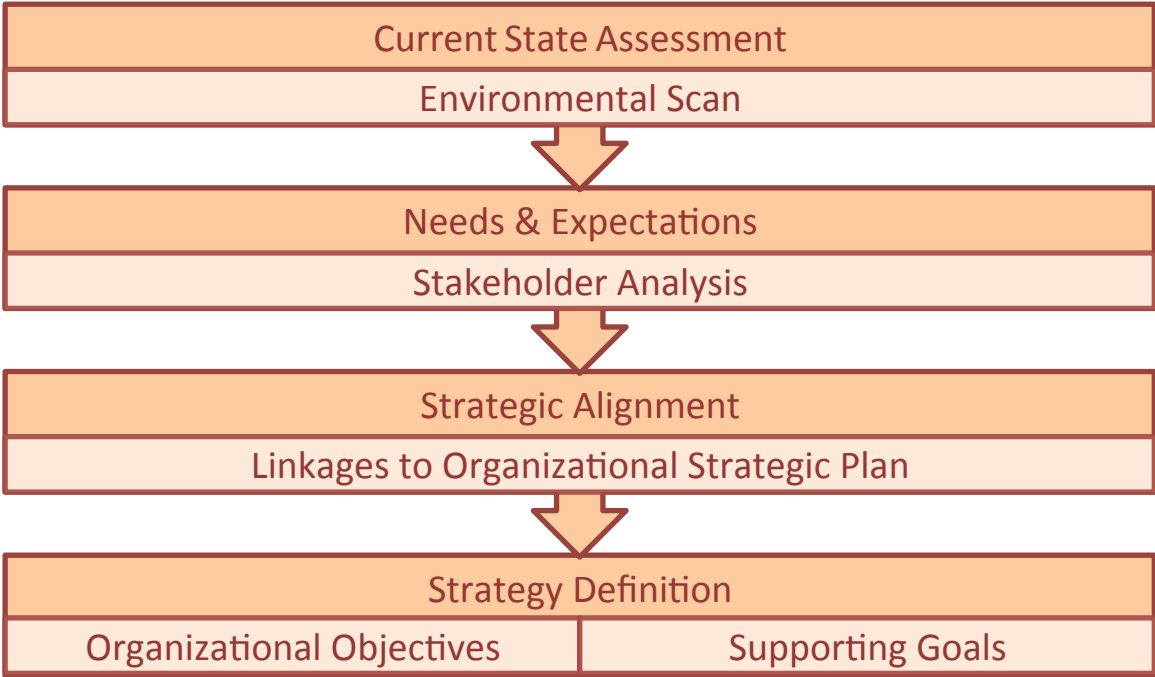 Current State Assessment
Environmental Scan
Needs & Expectations
Stakeholder Analysis
Strategic Alignment
Linkages to Organizational Strategic Plan
Strategy Definition
Organizational Objectives
Supporting Goals